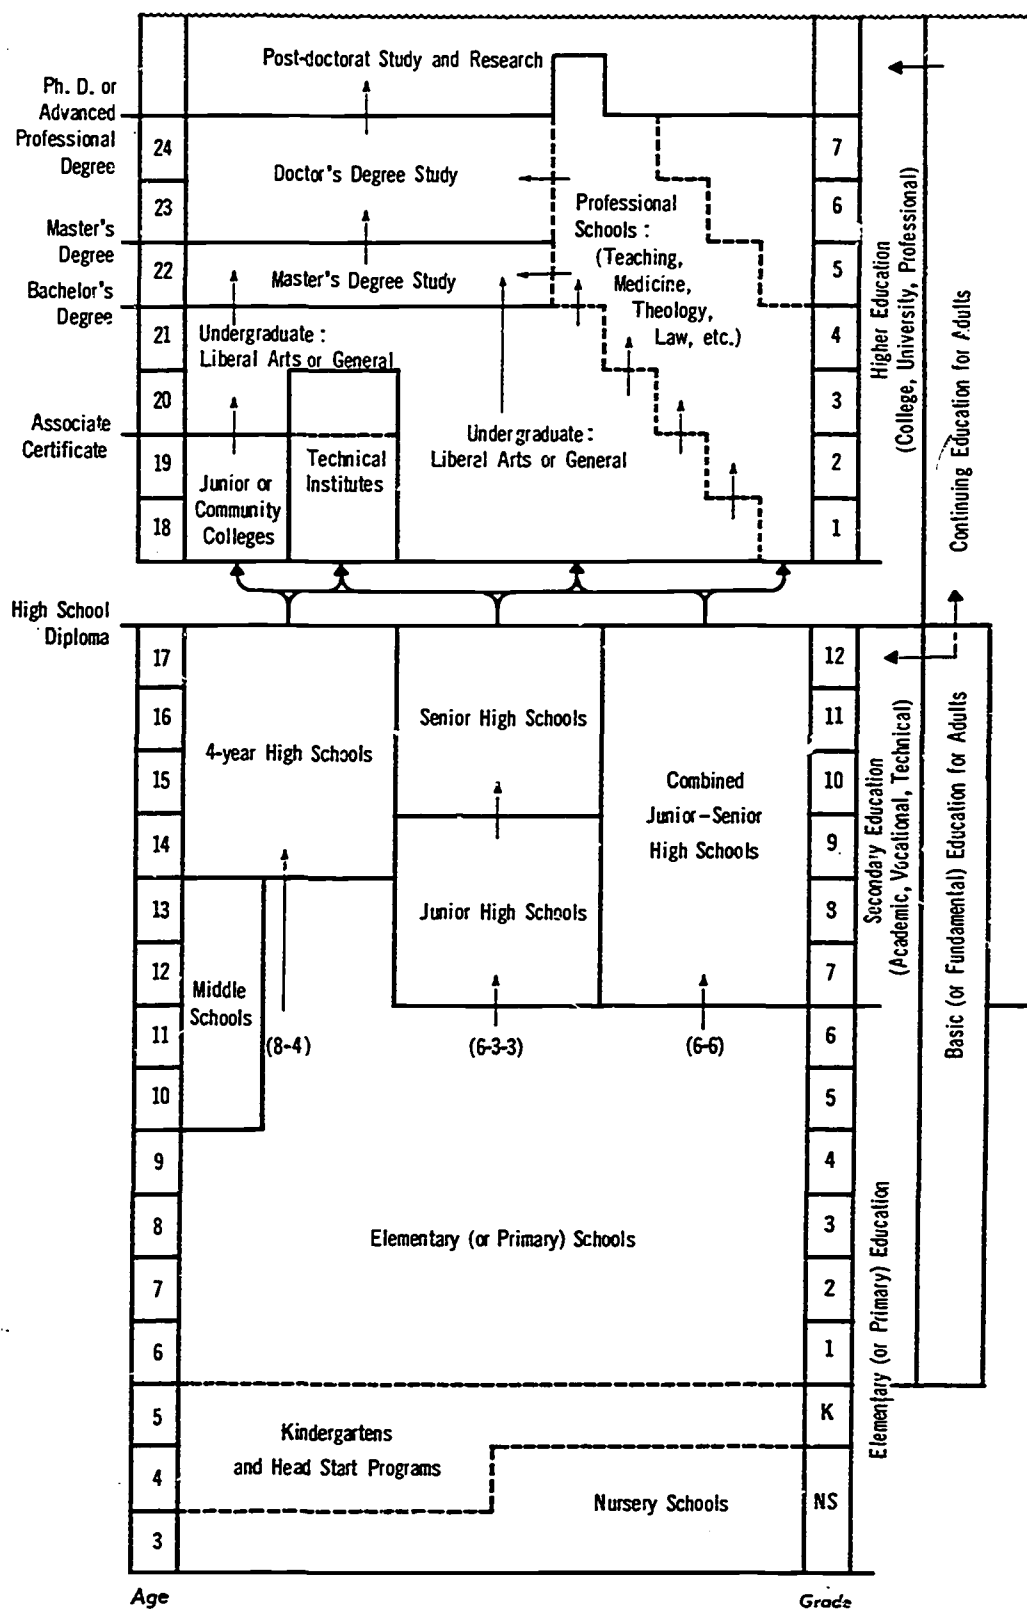 Post-doctorat Study and Research
Ph. D. or
Advanced
Professional
Degree
24
7
Doctor's Degree Study
23
6
Professional
Schools :
(Teaching,
Medicine,
Theology,
Law, etc.)
Master's
Degree
22
5
Master's Degree Study
Bachelor's
Degree
21
4
Undergraduate :
Liberal Arts or General
20
3
Associate
Certificate
Undergraduate :
Liberal Arts or General
19
2
Technical
Institutes
Junior or
Community
Colleges
18
1
Higher Education
(College, University, Professional)
Continuing Education for Adults
High School
Diploma
17
12
16
Senior High Schools
11
4-year High Schools
15
10
Combined
Junior-Senior
High Schools
14
9
13
Junior High Schools
8
12
7
Middle
Schools
11
(8-4)
(6-3-3)
(6-6)
6
10
5
Secondary Education
(Academic, Vocational, Technical)
Basic (or Fundamental) Education for Adults
9
4
8
Elementary (or Primary) Schools
3
7
2
6
1
Elementary (or Primary) Education
5
K
Kindergartens
and Head Start Programs
4
Nursery Schools
NS
3
Age
Grade